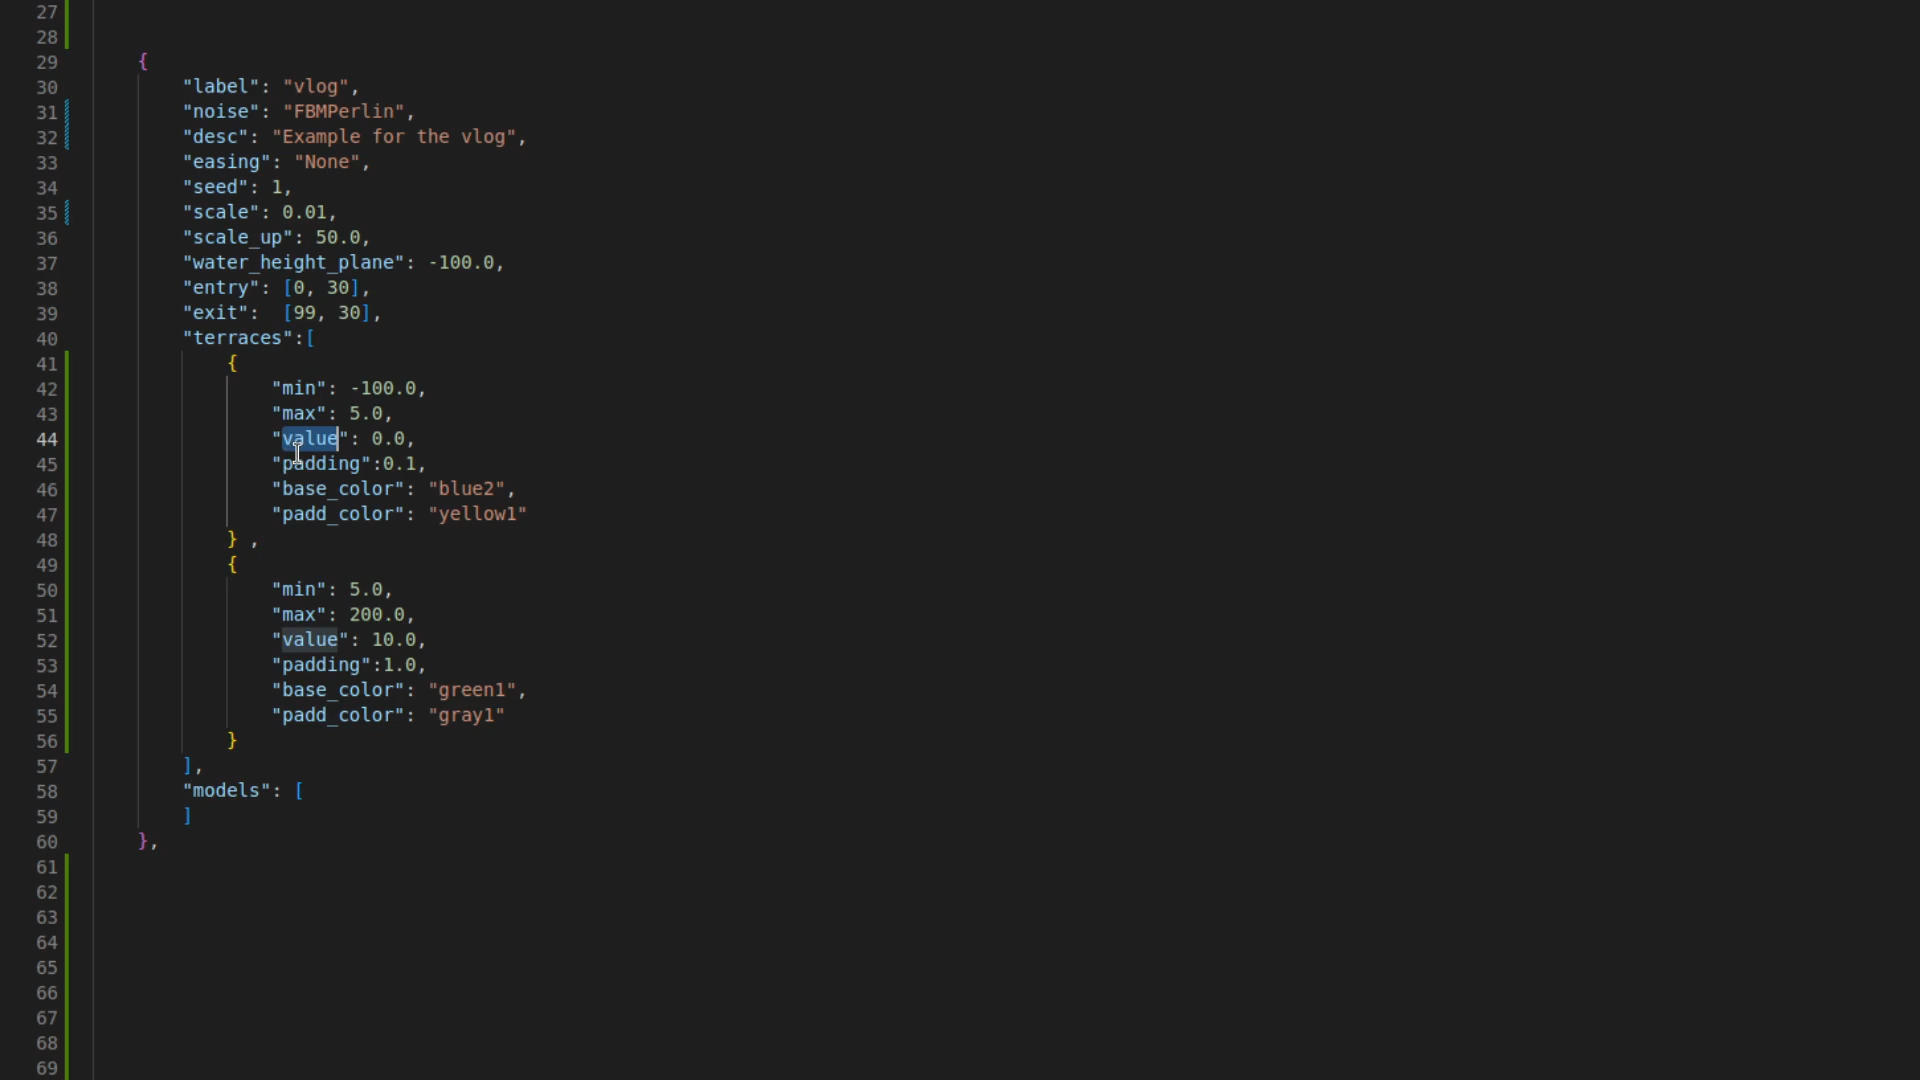 27
28
29 {
30 "label": "vlog",
31 "noise": "FBMPerlin",
32 "desc": "Example for the vlog",
33 "easing": "None",
34 "seed": 1,
35 "scale": 0.01,
36 "scale_up": 50.0,
37 "water_height_plane": -100.0,
38 "entry": [0, 30],
39 "exit":  [99, 30],
40 "terraces":[
41 {
42 "min": -100.0,
43 "max": 5.0,
44 "value": 0.0,
45 "padding":0.1,
46 "base_color": "blue2",
47 "padd_color": "yellow1"
48 } ,
49 {
50 "min": 5.0,
51 "max": 200.0,
52 "value": 10.0,
53 "padding":1.0,
54 "base_color": "green1",
55 "padd_color": "gray1"
56 }
57 ],
58 "models": [
59 ]
60 },
61
62
63
64
65
66
67
68
69